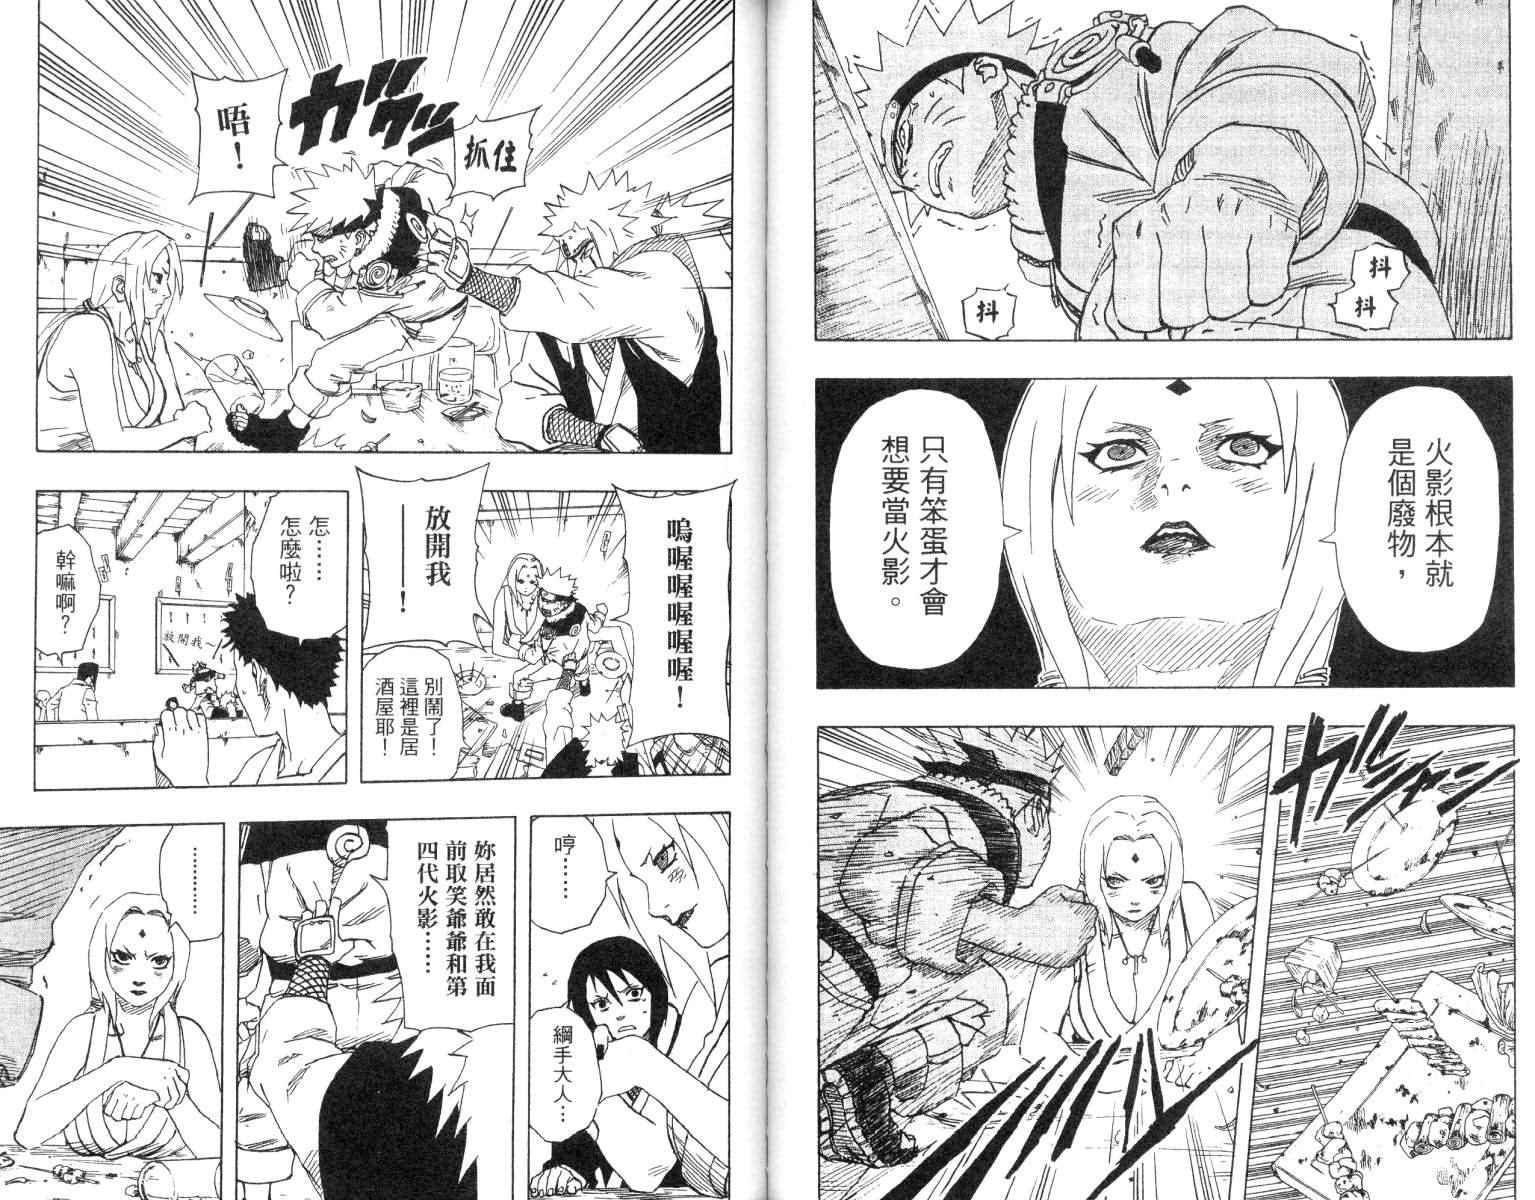 抖
抖
抖
火影根本就
是個廢物，
只有笨蛋才會
想要當火影。
ガシャン
ガタッ
抓住
唔！
嗚喔喔喔喔喔！
放開我
——！
別鬧了！
這裡是居
酒屋耶！
怎……
怎麼啦？
幹嘛啊？
放開我～
哼……
綱手大人…
妳居然敢在我面
前取笑爺爺和第
四代火影……
………